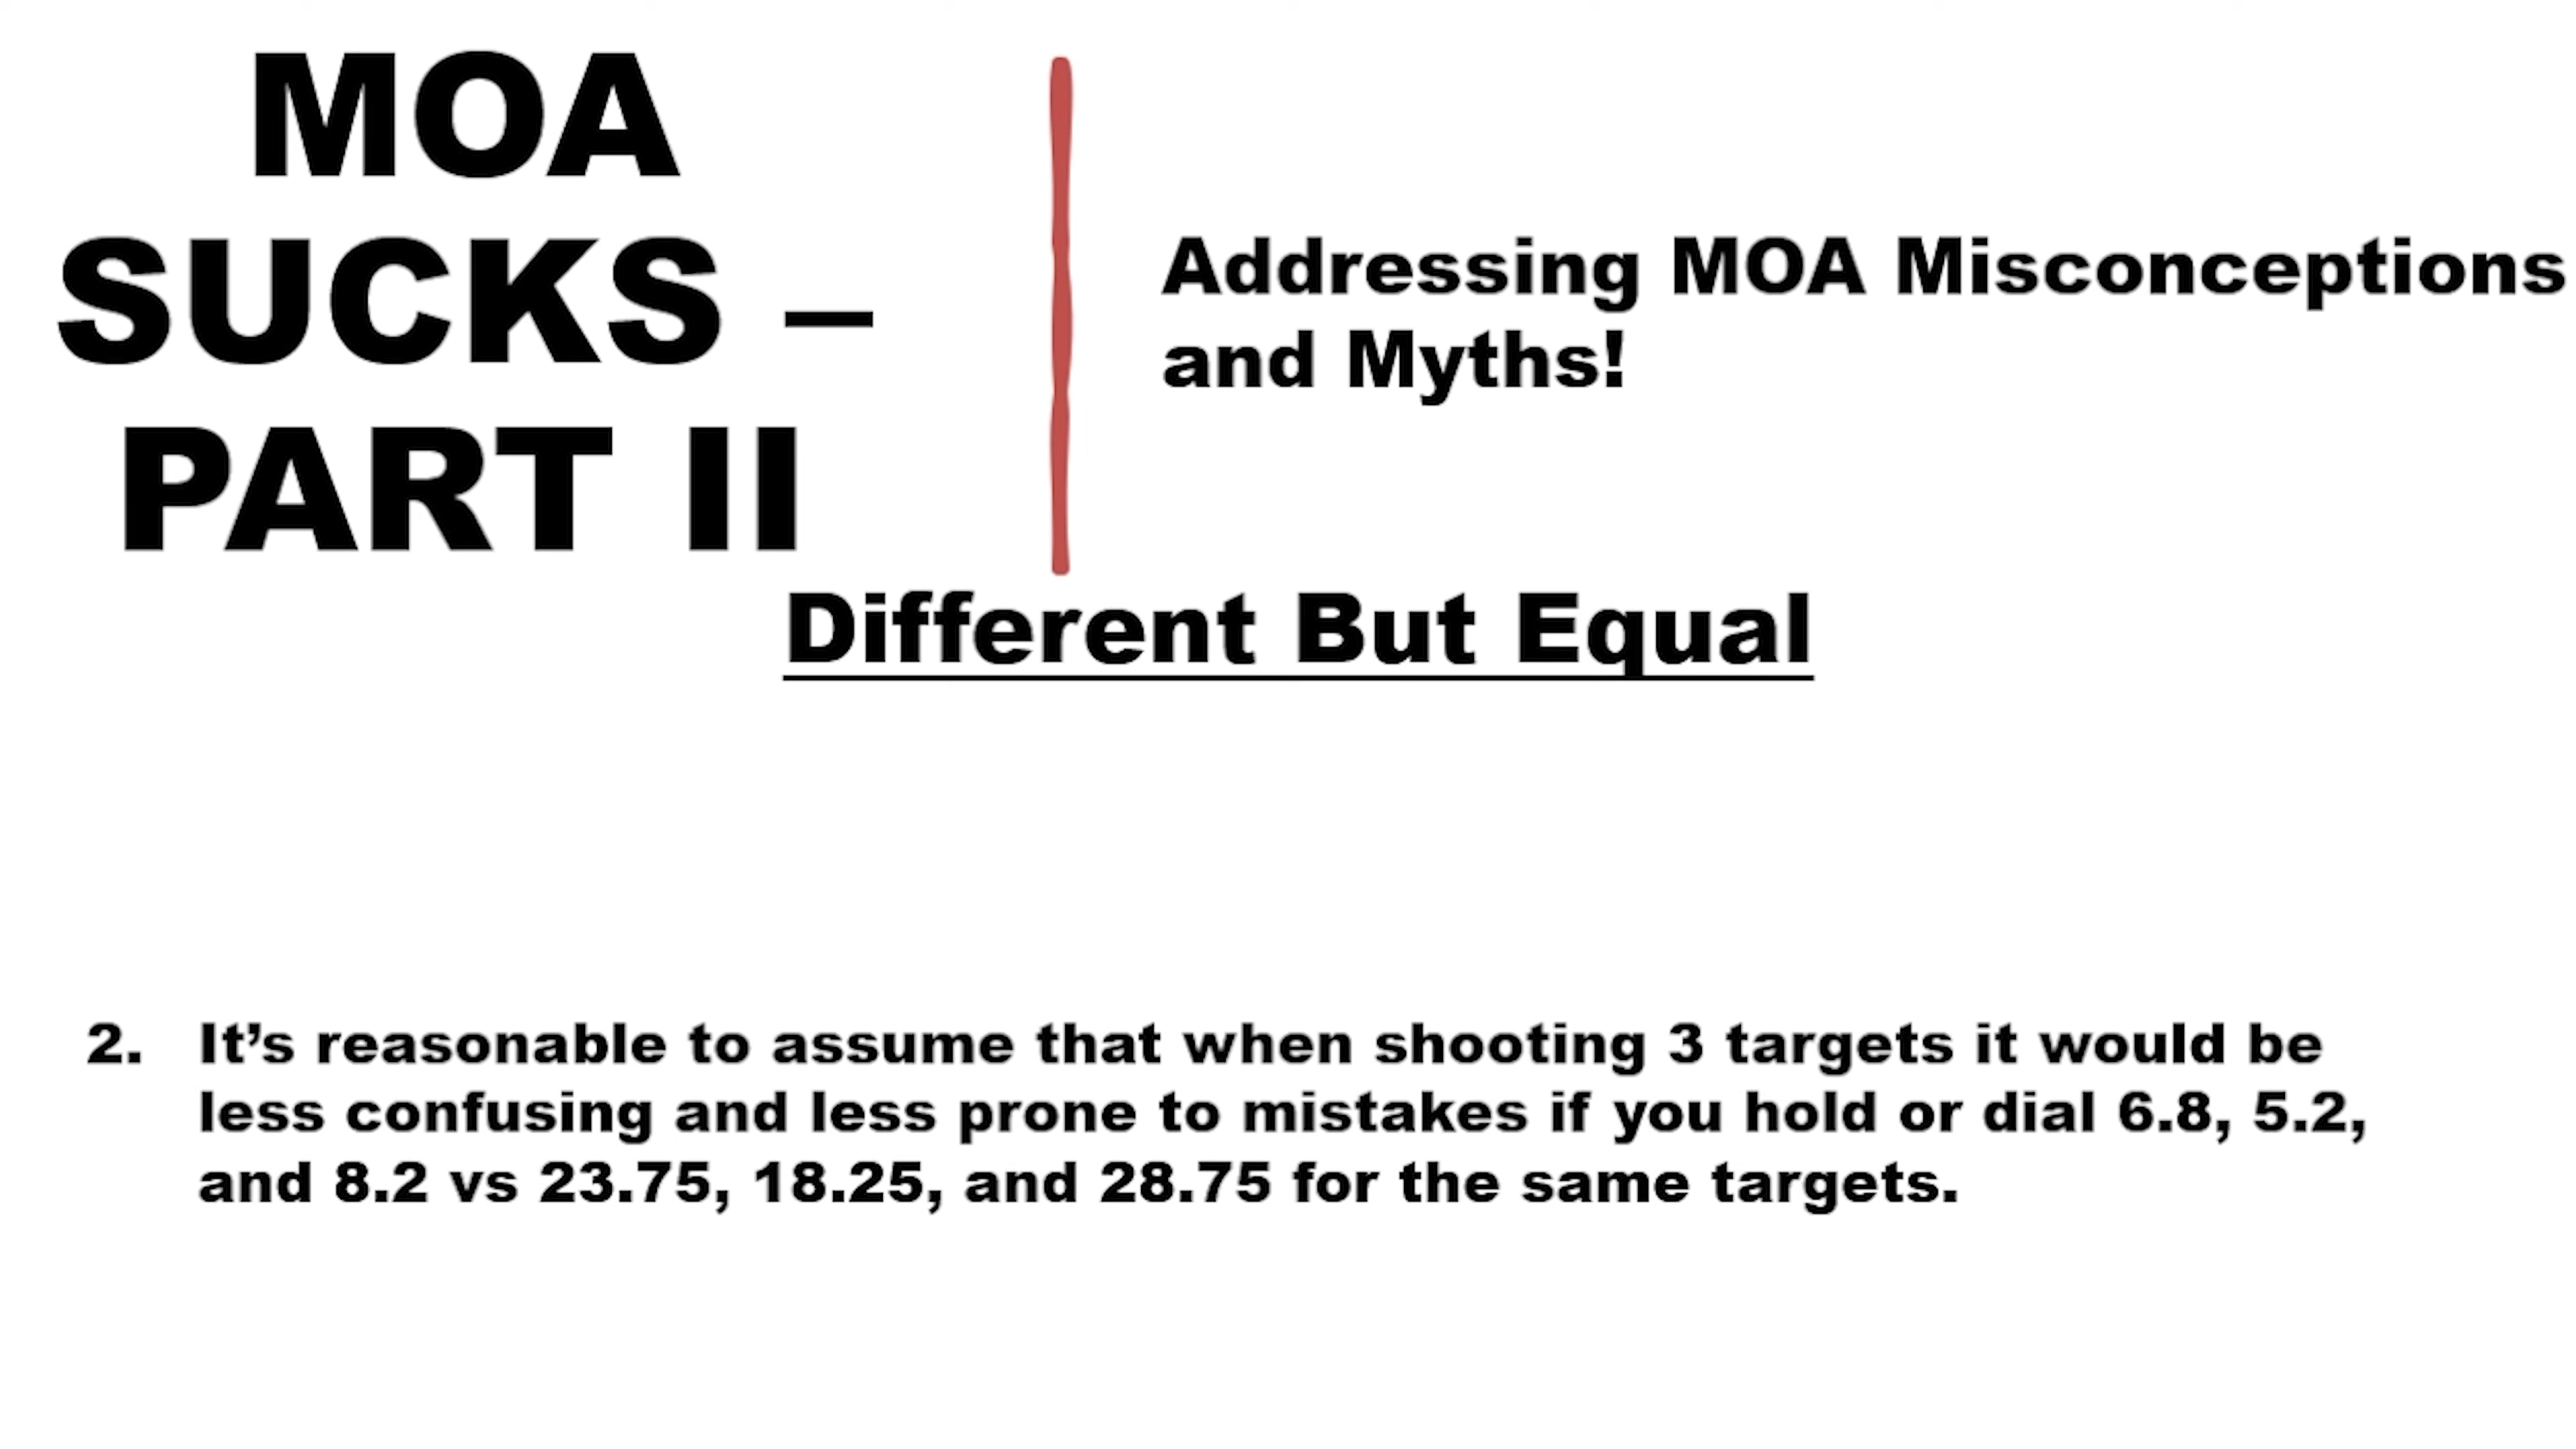 MOA
SUCKS –
PART II
Addressing MOA Misconceptions
and Myths!
Different But Equal
2. It’s reasonable to assume that when shooting 3 targets it would be
less confusing and less prone to mistakes if you hold or dial 6.8, 5.2,
and 8.2 vs 23.75, 18.25, and 28.75 for the same targets.